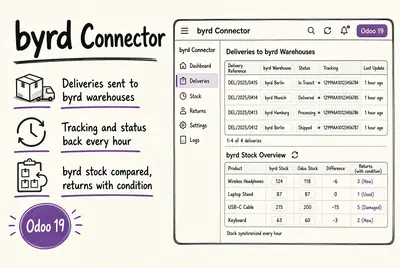 byrd Connector
Deliveries sent to
byrd warehouses
Tracking and status
back every hour
byrd stock compared,
returns with condition
Odoo 19
byrd Connector
Odoo 19
byrd Connector
Dashboard
Deliveries
Stock
Returns
Settings
Logs
Deliveries to byrd Warehouses
Delivery Reference byrd Warehouse Status Tracking Last Update
DEL/2025/0415 byrd Berlin In Transit 1 hour ago
DEL/2025/0414 byrd Munich Delivered 1 hour ago
DEL/2025/0413 byrd Hamburg Processing 1 hour ago
DEL/2025/0412 byrd Berlin Shipped 1 hour ago
1-4 of 4 deliveries
byrd Stock Overview
Product byrd Stock Odoo Stock Difference Returns (with condition)
Wireless Headphones 124 118 -6 3 (New)
Laptop Stand 87 87 0 1 (Used)
USB-C Cable 215 200 -15 5 (Damaged)
Keyboard 63 60 -3 2 (New)
Stock synchronized every hour